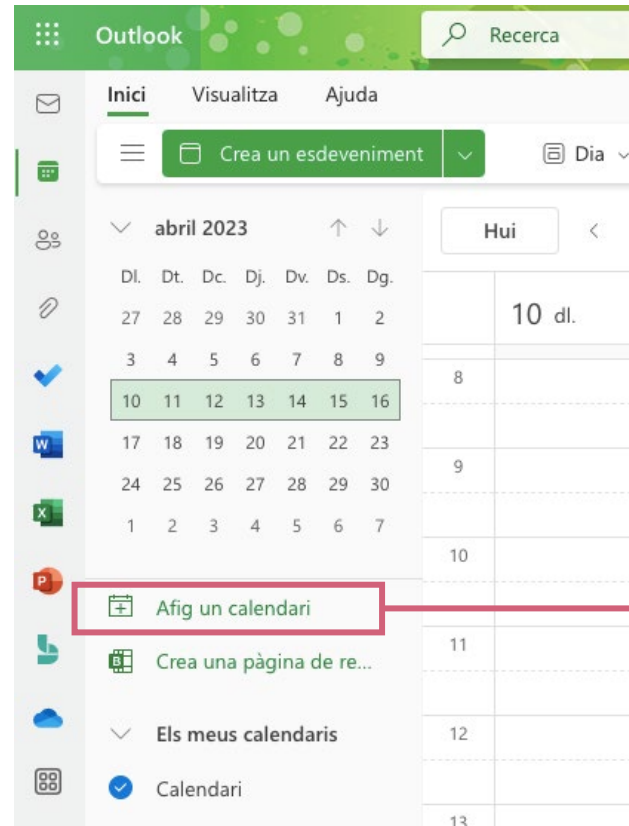 Outlook
Recerca
Inici Visualitza Ajuda
Crea un esdeveniment Dia
abril 2023 Hui
Dl. Dt. Dc. Dj. Dv. Ds. Dg.
27 28 29 30 31 1 2 10 dl.
3 4 5 6 7 8 9
8
10 11 12 13 14 15 16
17 18 19 20 21 22 23
9
24 25 26 27 28 29 30
1 2 3 4 5 6 7
10
Afig un calendari
11
Crea una pàgina de re...
Els meus calendaris 12
Calendari
13
W
X
P
b
B